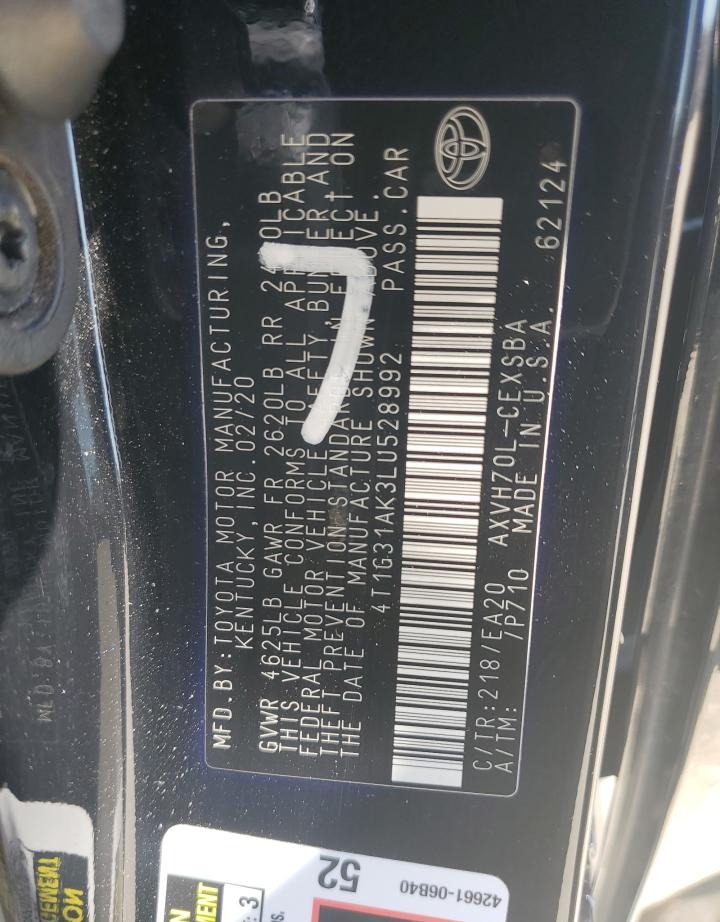 MFD.BY:TOYOTA MOTOR MANUFACTURING,
KENTUCKY,INC.02/20
GVWR 4625LB GAWR FR 2620LB RR 0LB
THIS VEHICLE CONFORMS TO ALL APPLICABLE
FEDERAL MOTOR VEHICLE SAFETY BUMPER AND
THEFT PREVENTION STANDARDS IN EFFECT ON
THE DATE OF MANUFACTURE SHOWN ABOVE.
4T1G31AK3LU528992 PASS.CAR
C/TR:218/EA20 AXVH70L-CEXSBA
A/TM: /P710 MADE IN U.S.A. 62124
7
52
42661-06B40